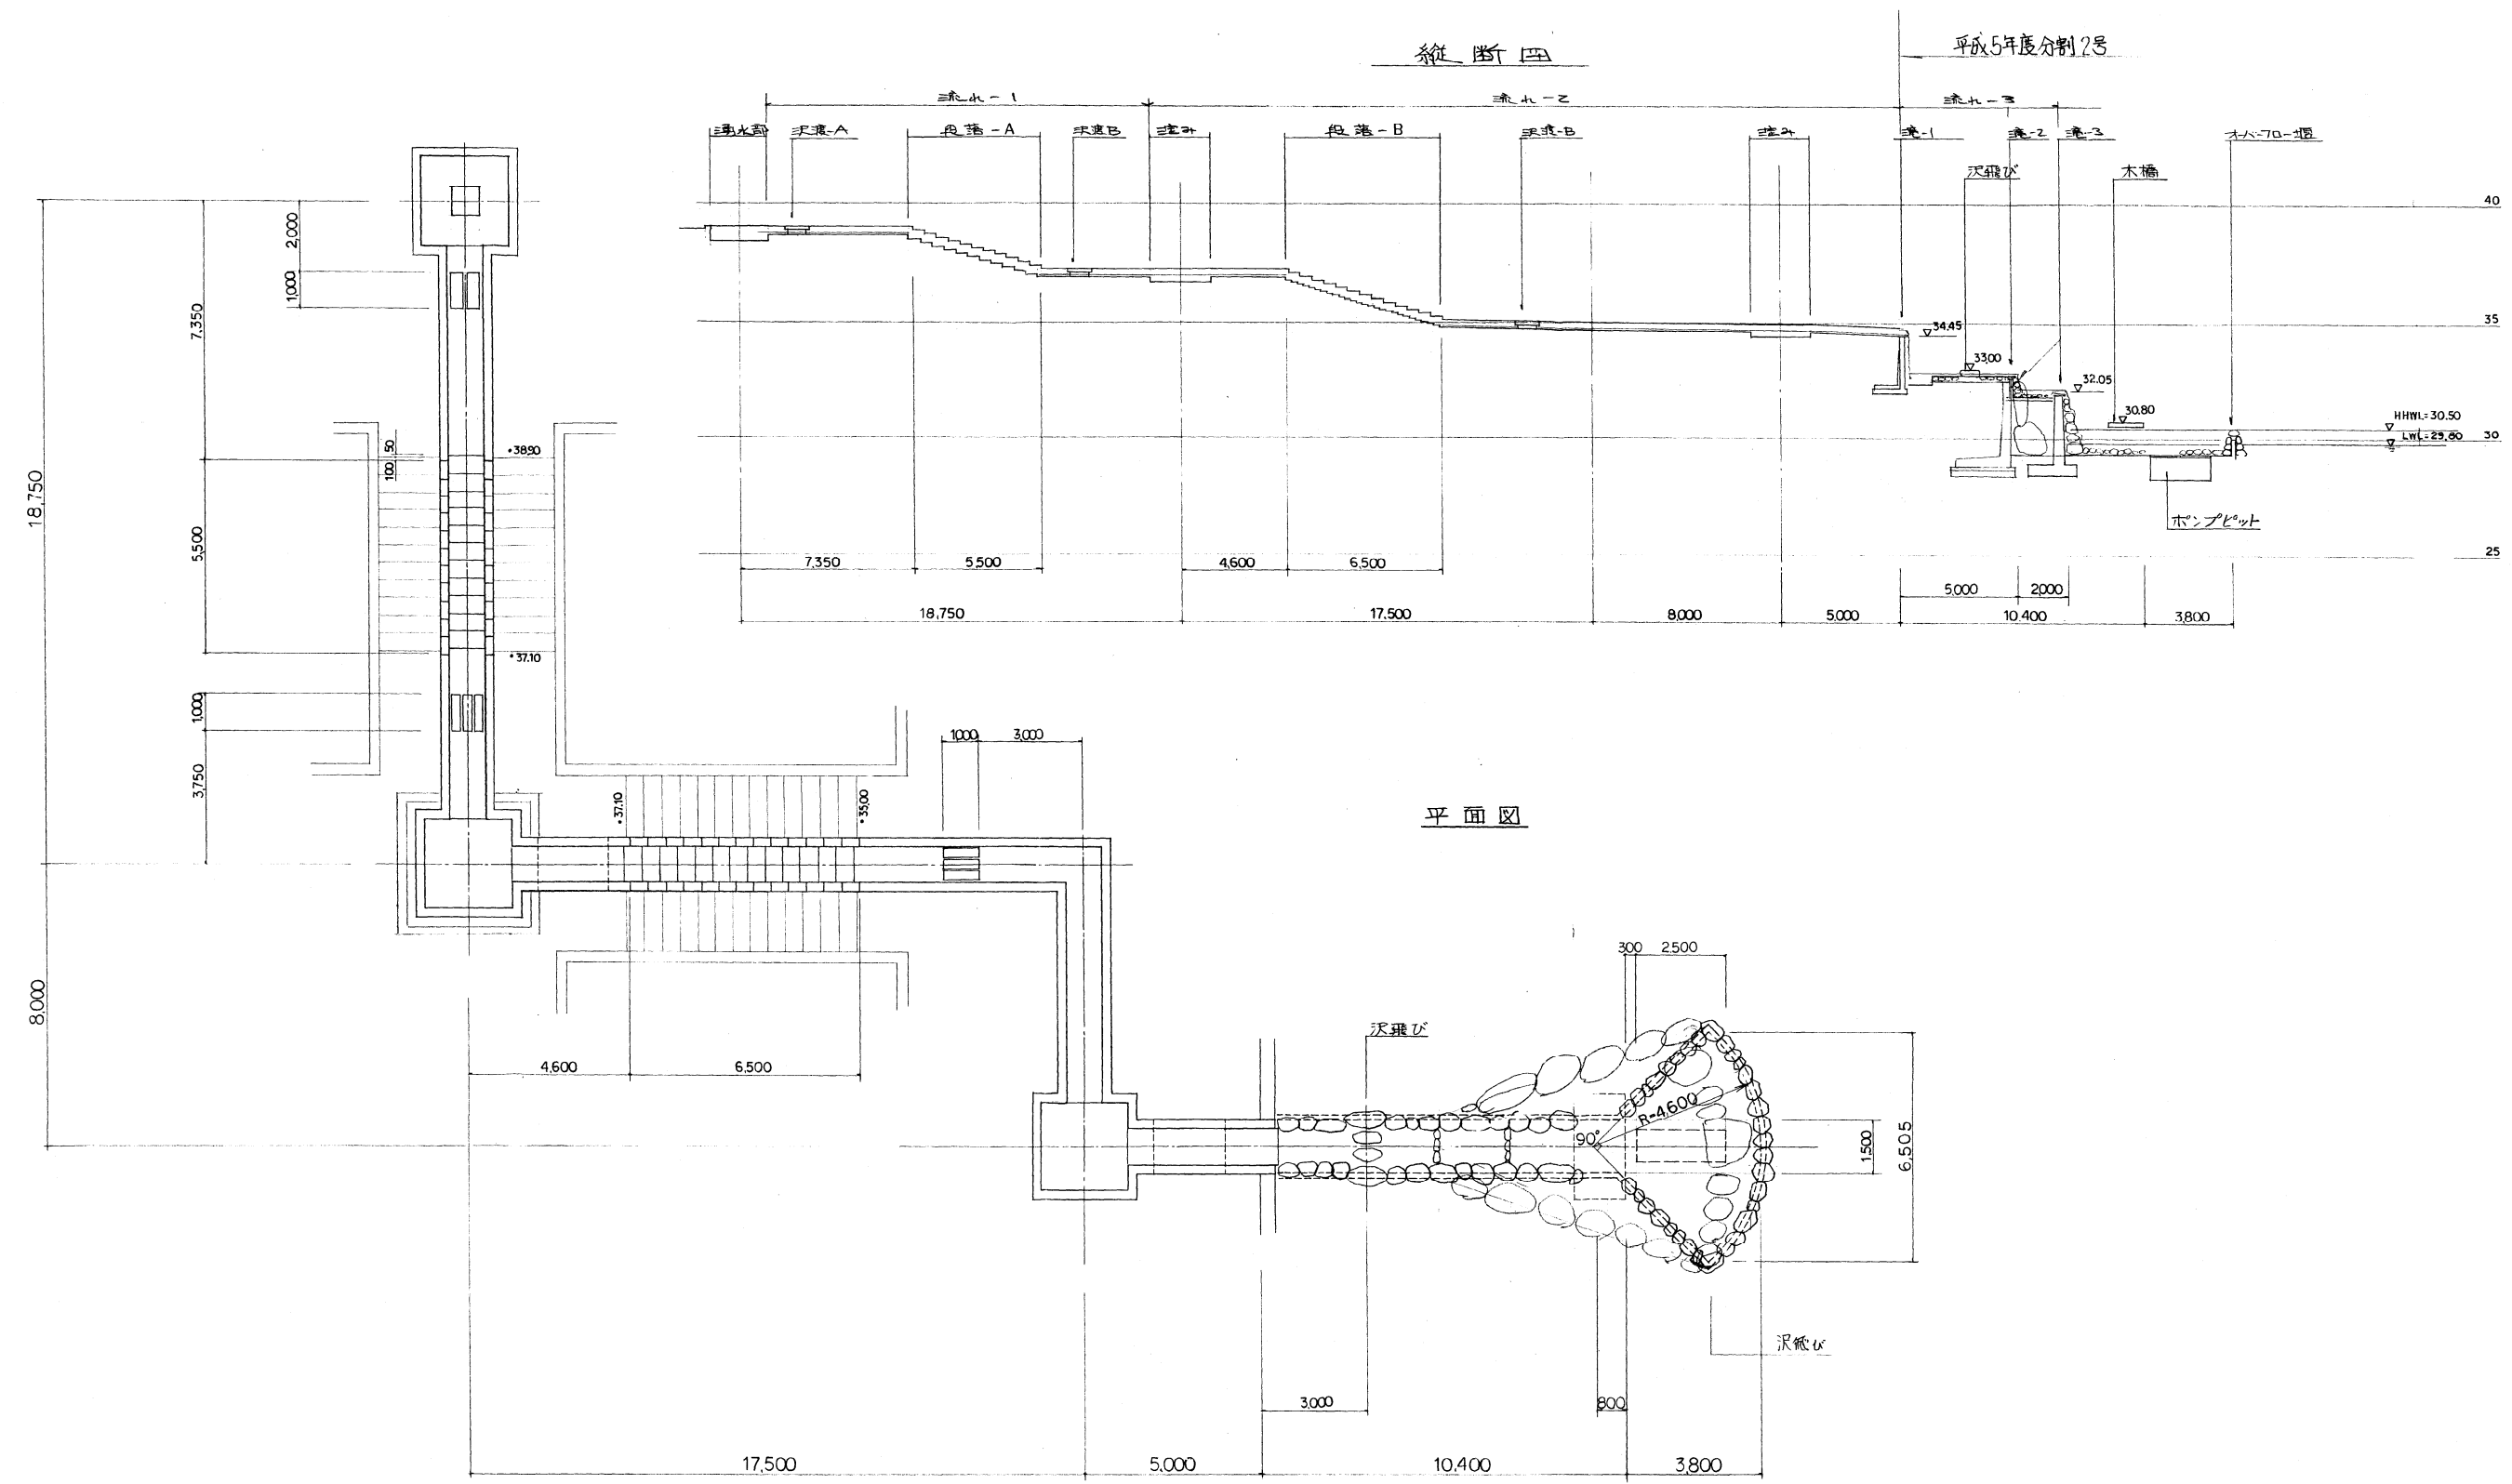 縦断図
平成5年度分割2号
流れ-1
流れ-2
流れ-3
湧水部
沢渡-A
段落-A
沢渡B
溜み
段落-B
沢渡-B
溜み
滝-1
滝-2
滝-3
オーバーフロー堰
沢飛び
木橋
40
35
34.45
33.00
32.05
30.80
HHWL=30.50
LWL=29.80
30
ポンプピット
25
7,350
5,500
4,600
6,500
5,000
2,000
18,750
17,500
8,000
5,000
10,400
3,800
2,000
1,000
7,350
50
100
•38.90
18,750
5,500
•37.10
1,000
3,750
1,000
3,000
•37.10
•35.00
平面図
8,000
4,600
6,500
300
2,500
沢飛び
R=4,600
90°
1,500
6,505
沢飛び
3,000
800
17,500
5,000
10,400
3,800